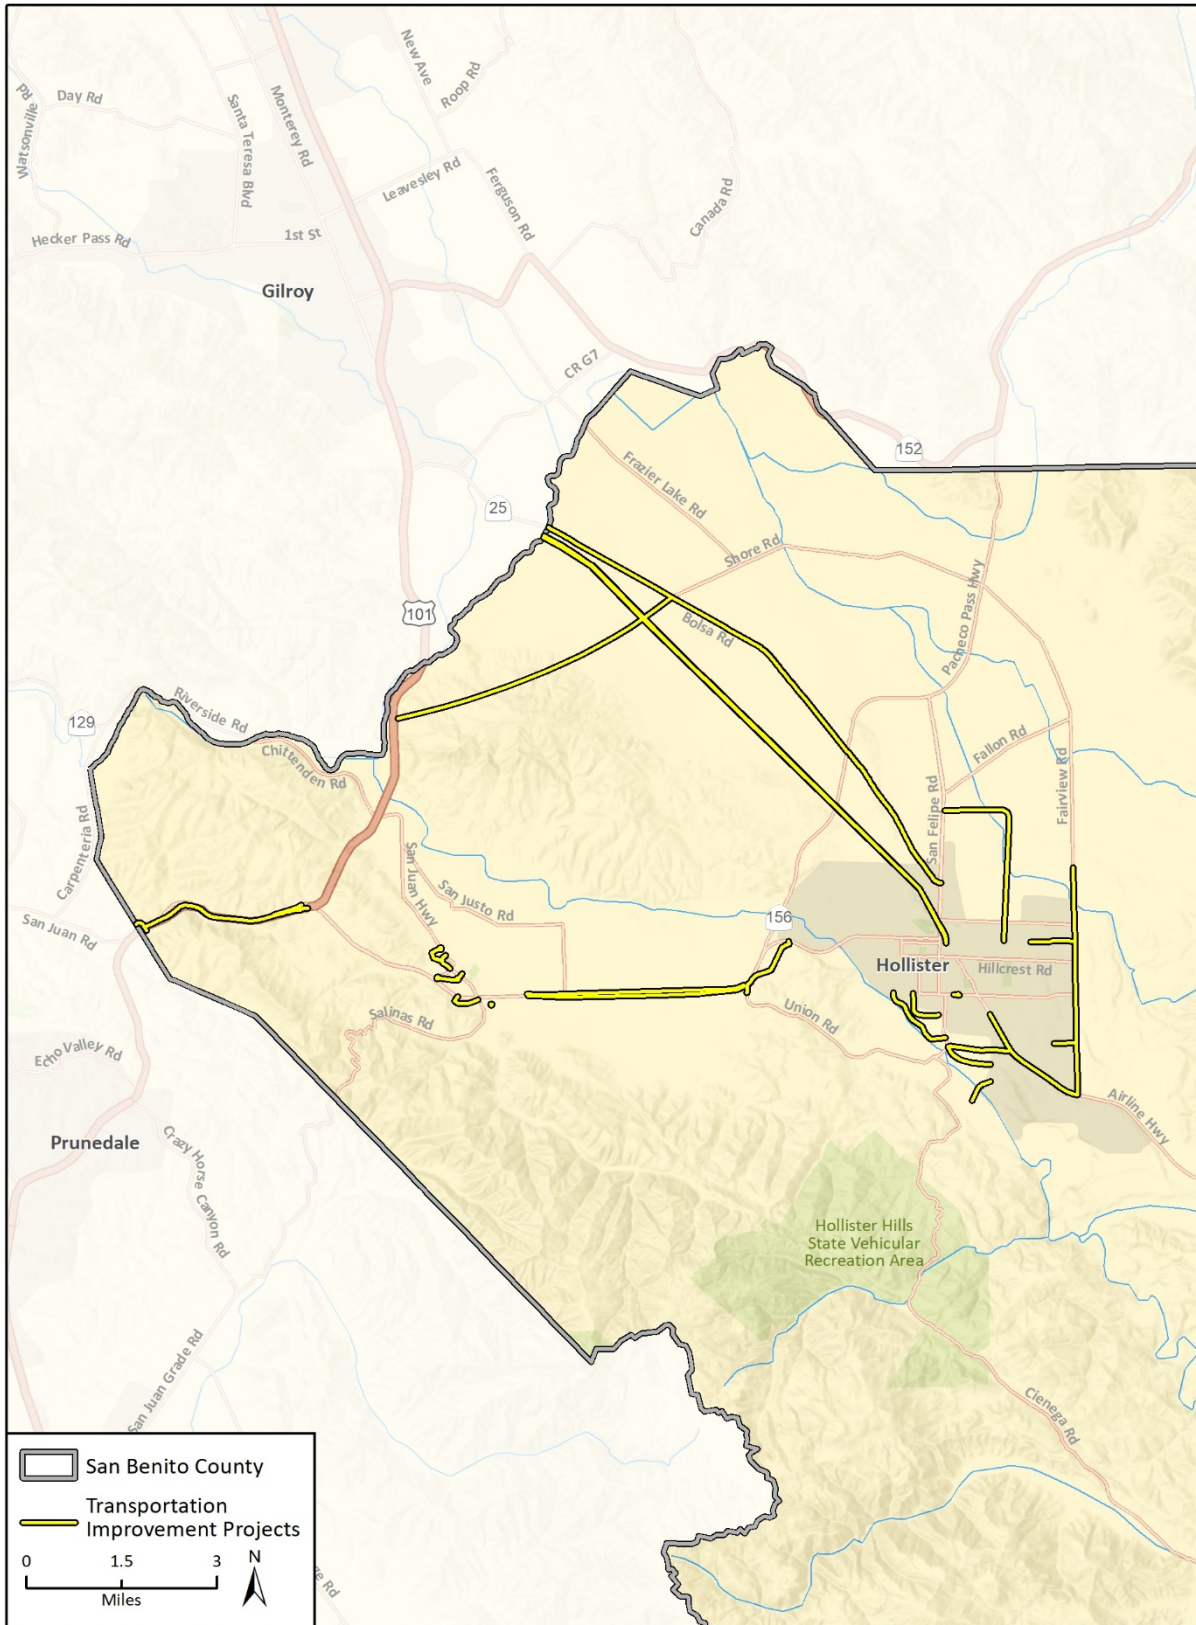 New Ave
Roop Rd
Watsonville Rd
Day Rd
Santa Teresa Blvd
Monterey Rd
Leavesley Rd
Ferguson Rd
Canada Rd
Hecker Pass Rd
1st St
Gilroy
CR G7
152
Frazier Lake Rd
25
Shore Rd
Pacheco Pass Hwy
101
Bolsa Rd
Riverside Rd
129
Chittenden Rd
Fallon Rd
Fairview Rd
San Felipe Rd
Carpenteria Rd
San Juan Hwy
San Justo Rd
San Juan Rd
156
Hollister
Hillcrest Rd
Salinas Rd
Union Rd
Echo Valley Rd
Airline Hwy
Prunedale
Crazy Horse Canyon Rd
Hollister Hills
State Vehicular
Recreation Area
San Juan Grade Rd
Cienega Rd
San Benito County
Transportation
Improvement Projects
0 1.5 3
Miles
N
Rd